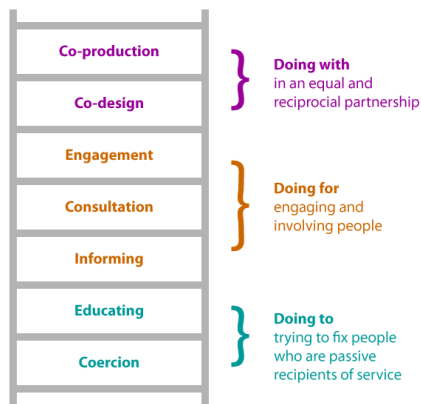 Co-production
Co-design
Doing with
in an equal and
reciprocial partnership
Engagement
Consultation
Informing
Doing for
engaging and
involving people
Educating
Coercion
Doing to
trying to fix people
who are passive
recipients of service